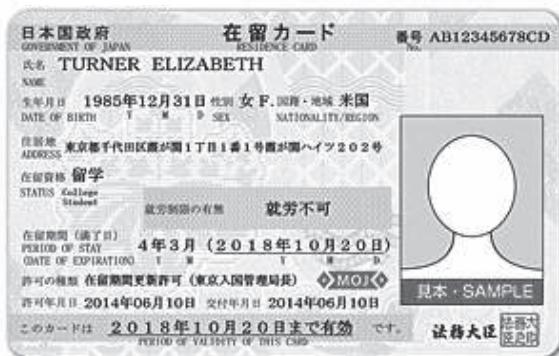 日本国政府 在留カード 番号 AB12345678CD
GOVERNMENT OF JAPAN RESIDENCE CARD No.
氏名 TURNER ELIZABETH
NAME
生年月日 1985年12月31日 性別 女 F. 国籍・地域 米国
DATE OF BIRTH Y M D SEX NATIONALITY/REGION
住居地 東京都千代田区霞が関1丁目1番1号霞が関ハイツ202号
ADDRESS
在留資格 留学
STATUS College Student
就労制限の有無 就労不可
在留期間(満了日) 4年3月(2018年10月20日)
PERIOD OF STAY
(DATE OF EXPIRATION) Y M Y M D
許可の種類 在留期間更新許可(東京入国管理局長) MOJ
許可年月日 2014年06月10日 交付年月日 2014年06月10日
見本・SAMPLE
このカードは 2018年10月20日まで有効 です。
PERIOD OF VALIDITY OF THIS CARD
法務大臣